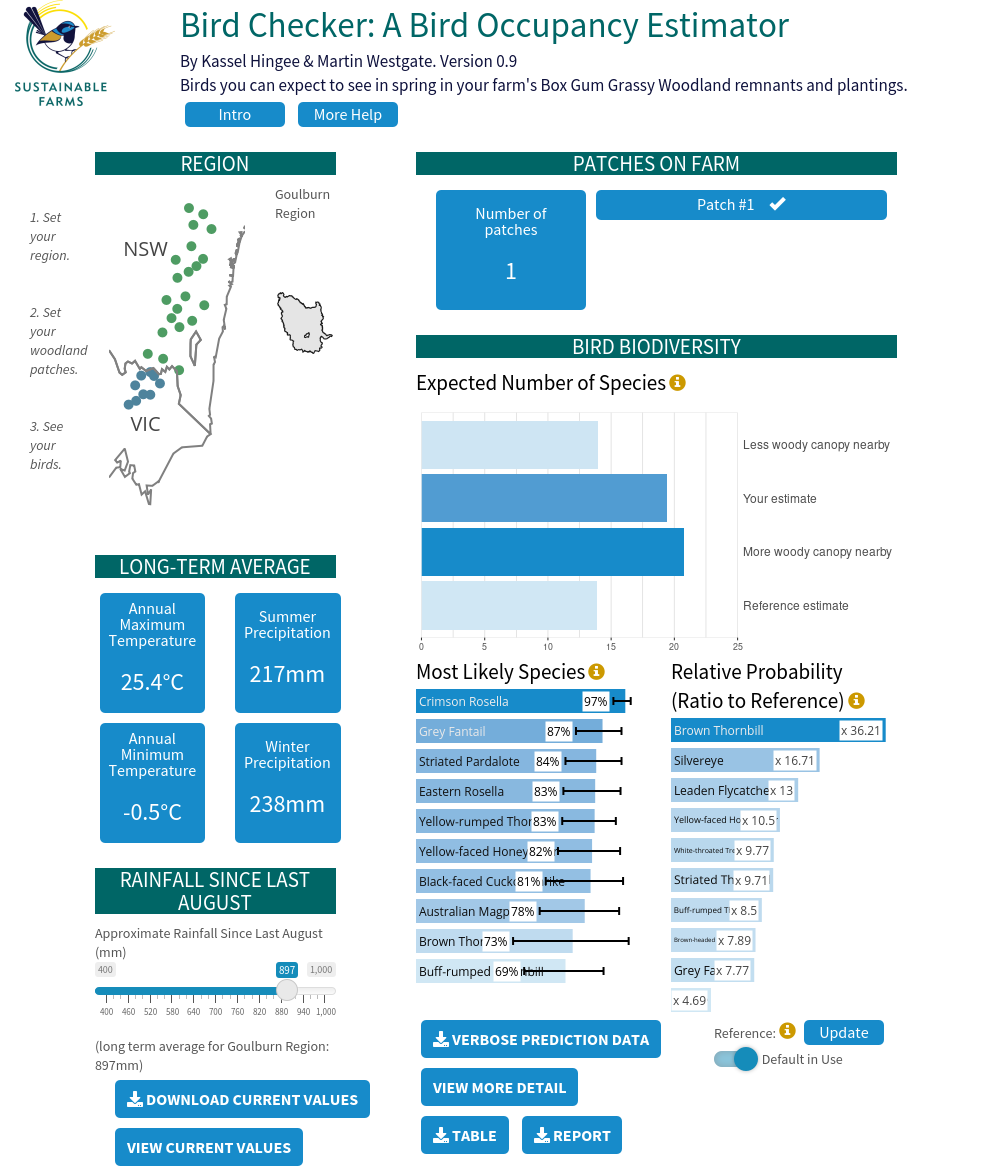 SUSTAINABLE
FARMS
Bird Checker: A Bird Occupancy Estimator
By Kassel Hingee & Martin Westgate. Version 0.9
Birds you can expect to see in spring in your farm's Box Gum Grassy Woodland remnants and plantings.
Intro
More Help
REGION
1. Set
your
region.
2. Set
your
woodland
patches.
3. See
your
birds.
NSW
VIC
Goulburn
Region
LONG-TERM AVERAGE
Annual
Maximum
Temperature
25.4°C
Summer
Precipitation
217mm
Annual
Minimum
Temperature
-0.5°C
Winter
Precipitation
238mm
RAINFALL SINCE LAST
AUGUST
Approximate Rainfall Since Last August
(mm)
400 897 1,000
400 460 520 580 640 700 760 820 880 940 1,000
(long term average for Goulburn Region:
897mm)
DOWNLOAD CURRENT VALUES
VIEW CURRENT VALUES
PATCHES ON FARM
Number of
patches
1
Patch #1
BIRD BIODIVERSITY
Expected Number of Species
Less woody canopy nearby
Your estimate
More woody canopy nearby
Reference estimate
0 5 10 15 20 25
Most Likely Species
Crimson Rosella 97%
Grey Fantail 87%
Striated Pardalote 84%
Eastern Rosella 83%
Yellow-rumped Thor 83%
Yellow-faced Honey 82%
Black-faced Cucko 81%
Australian Magp 78%
Brown Thor 73%
Buff-rumped 69%
Relative Probability
(Ratio to Reference)
Brown Thornbill x 36.21
Silvereye x 16.71
Leaden Flycatche x 13
Yellow-faced Ho x 10.5
White-throated Tre x 9.77
Striated Th x 9.71
Buff-rumped T x 8.5
Brown-headed x 7.89
Grey Fa x 7.77
x 4.69
Reference:
Update
Default in Use
VERBOSE PREDICTION DATA
VIEW MORE DETAIL
TABLE
REPORT